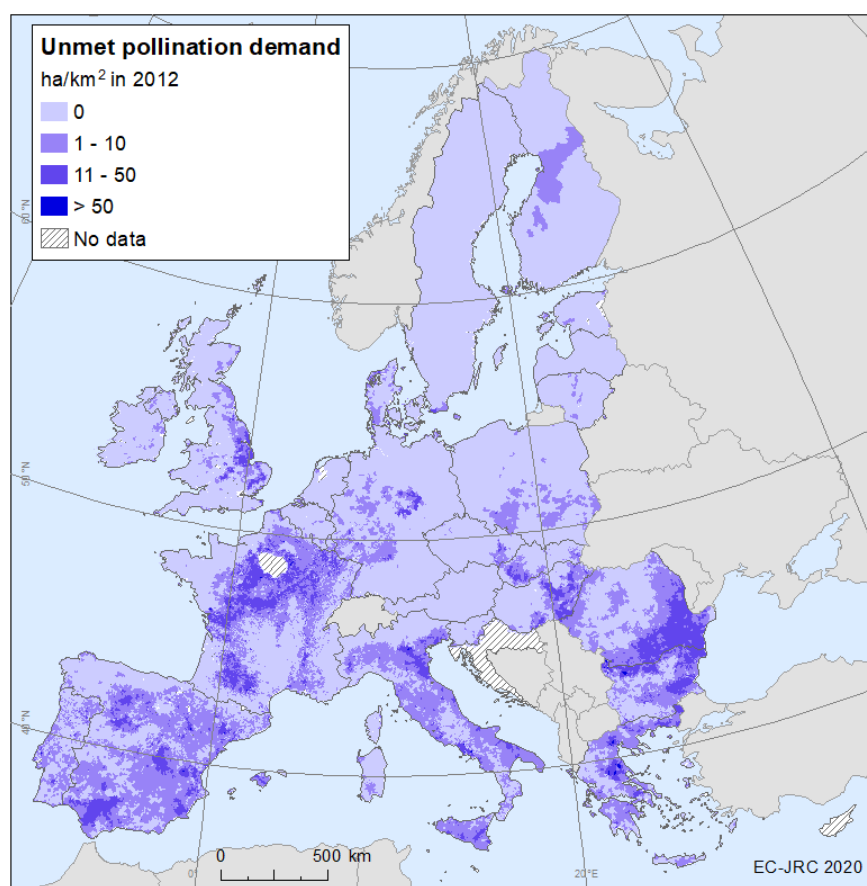 Unmet pollination demand
ha/km² in 2012
0
1 - 10
11 - 50
> 50
No data
60°N
50°N
40°N
0°
0 500 km
20°E
EC-JRC 2020